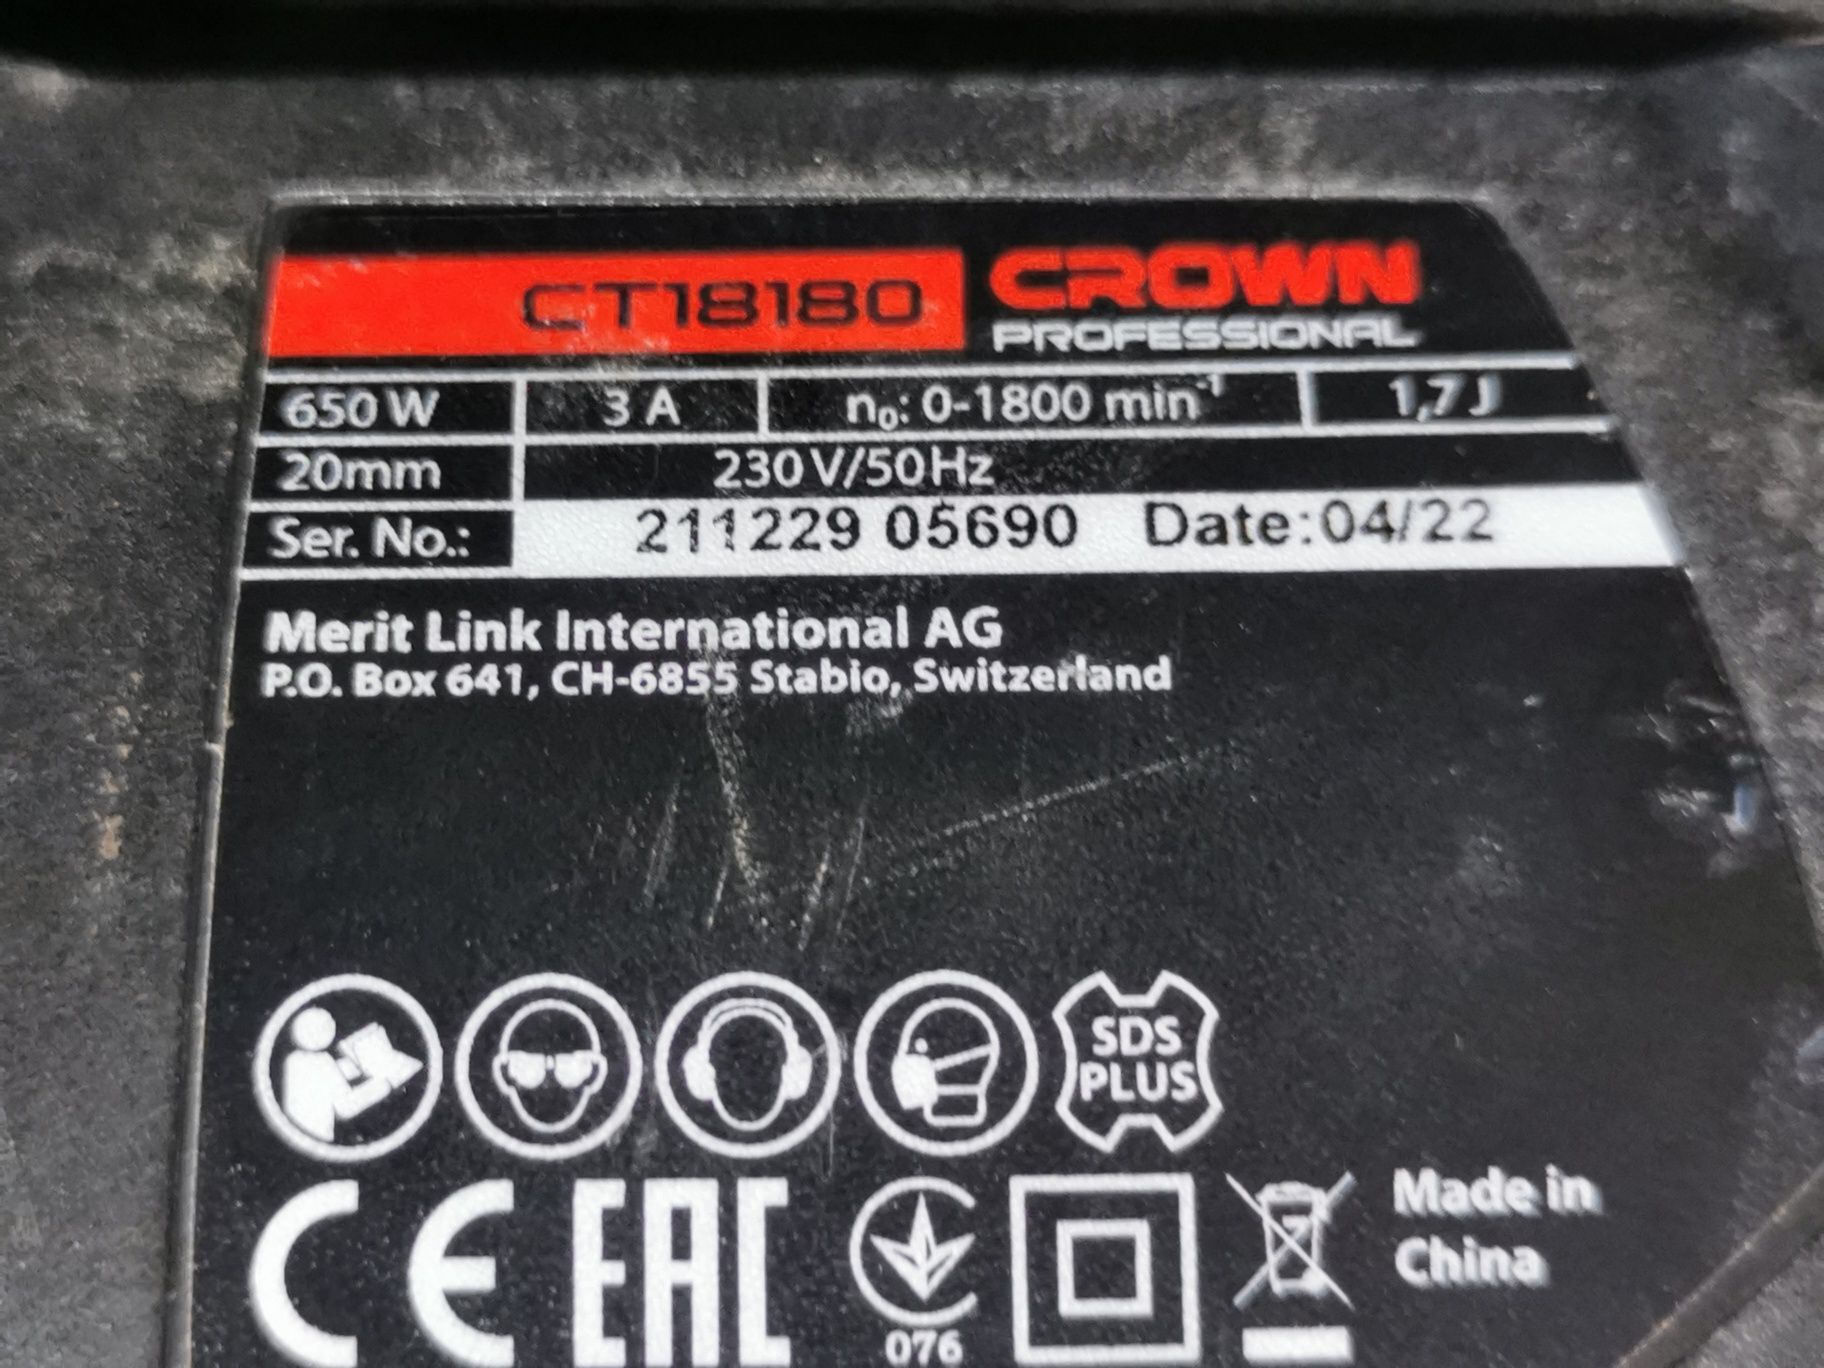 CT18180
CROWN
PROFESSIONAL
650 W 3 A n₀: 0-1800 min⁻¹ 1,7 J
20mm 230 V/50Hz
Ser. No.: 211229 05690 Date:04/22
Merit Link International AG
P.O. Box 641, CH-6855 Stabio, Switzerland
SDS
PLUS
CE EAC
076
Made in
China